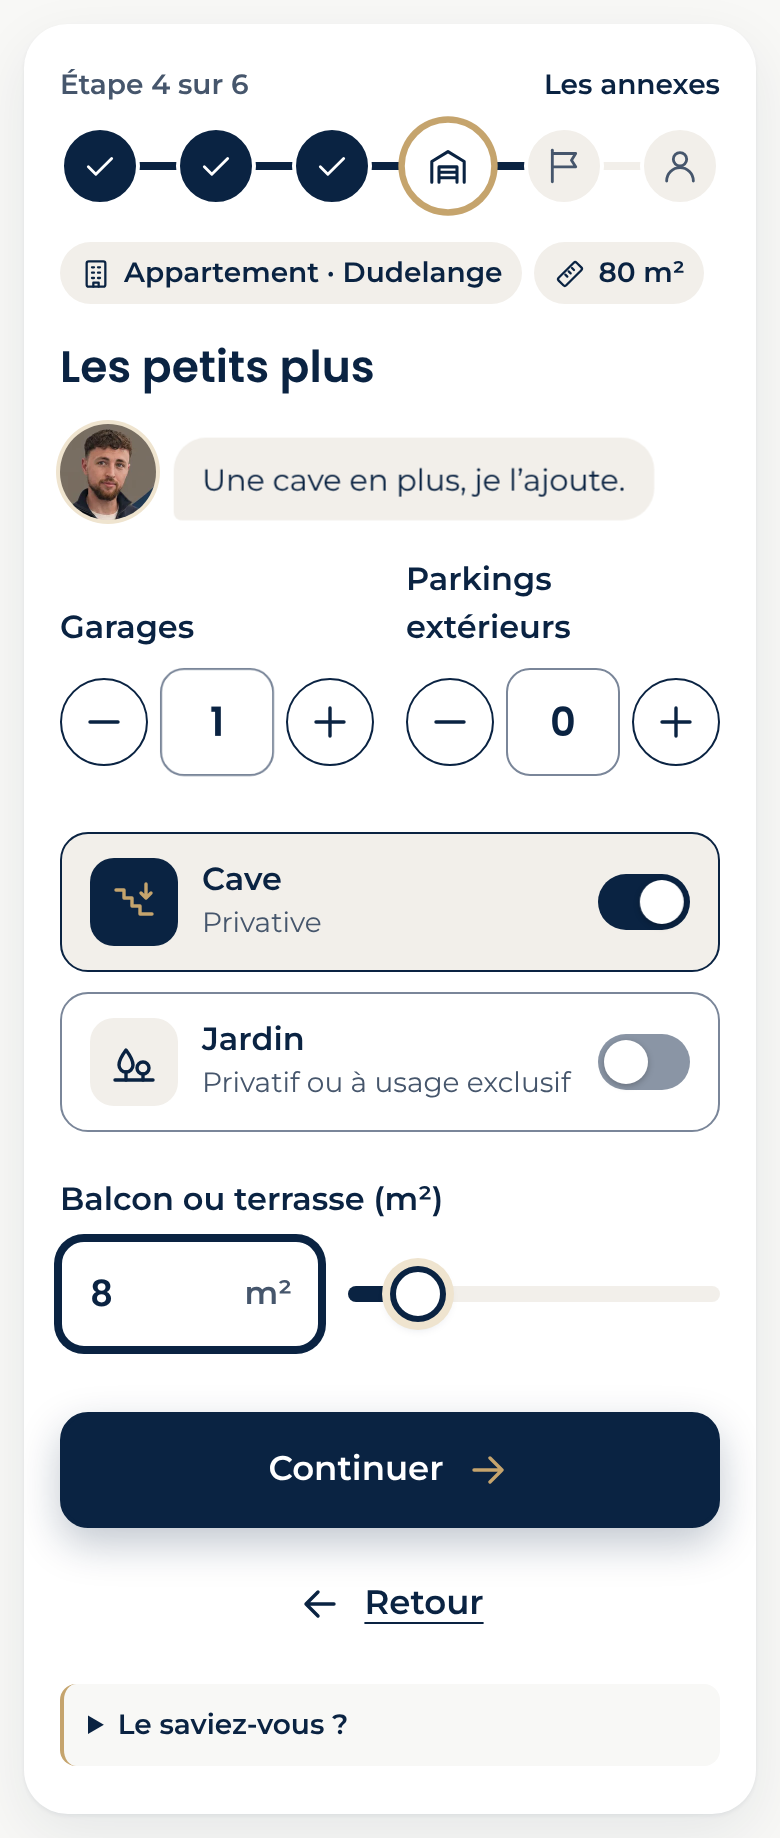 Étape 4 sur 6
Les annexes
Appartement · Dudelange
80 m²
Les petits plus
Une cave en plus, je l’ajoute.
Garages
Parkings
extérieurs
1
0
Cave
Privative
Jardin
Privatif ou à usage exclusif
Balcon ou terrasse (m²)
8 m²
Continuer
Retour
Le saviez-vous ?